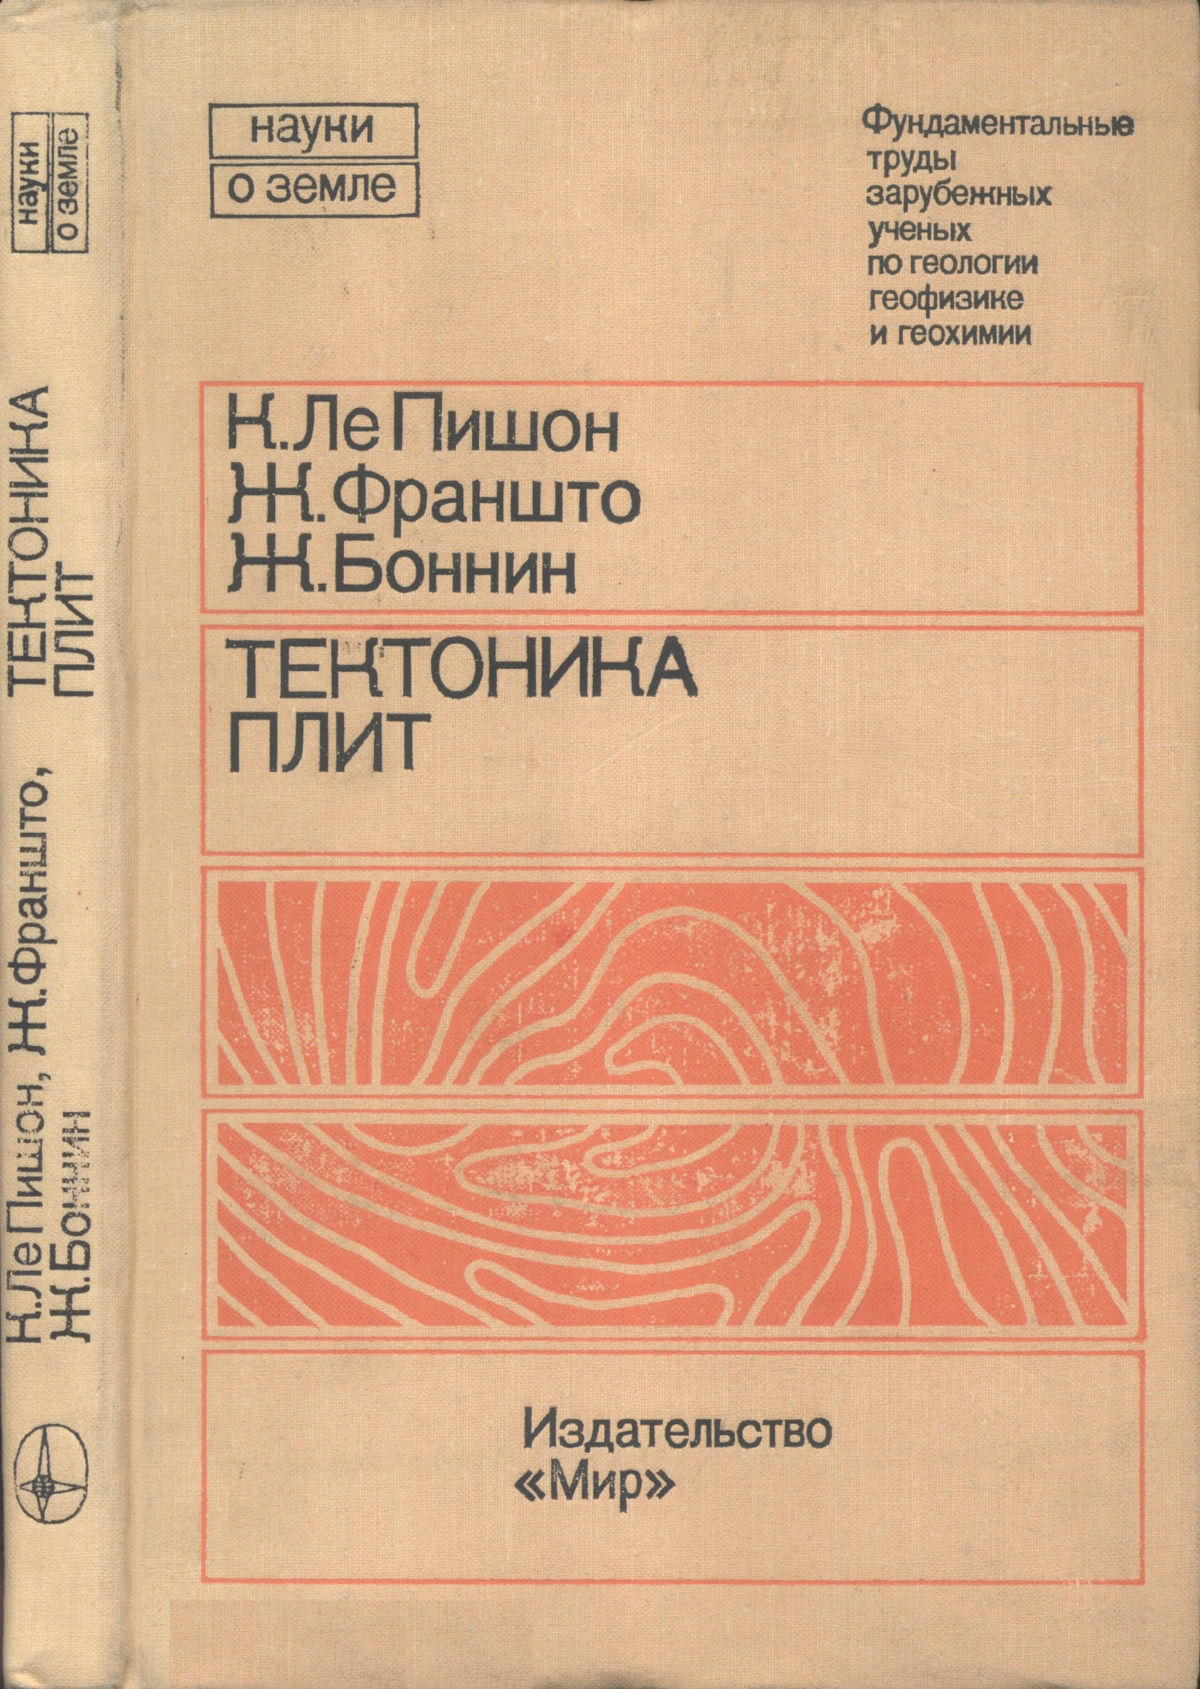 науки
о земле
Фундаментальные
труды
зарубежных
ученых
по геологии
геофизике
и геохимии
К.Ле Пишон
Ж.Франшто
Ж.Боннин
ТЕКТОНИКА
ПЛИТ
Издательство
«Мир»
науки
о земле
К.Ле Пишон, Ж.Франшто,
Ж.Боннин
ТЕКТОНИКА
ПЛИТ